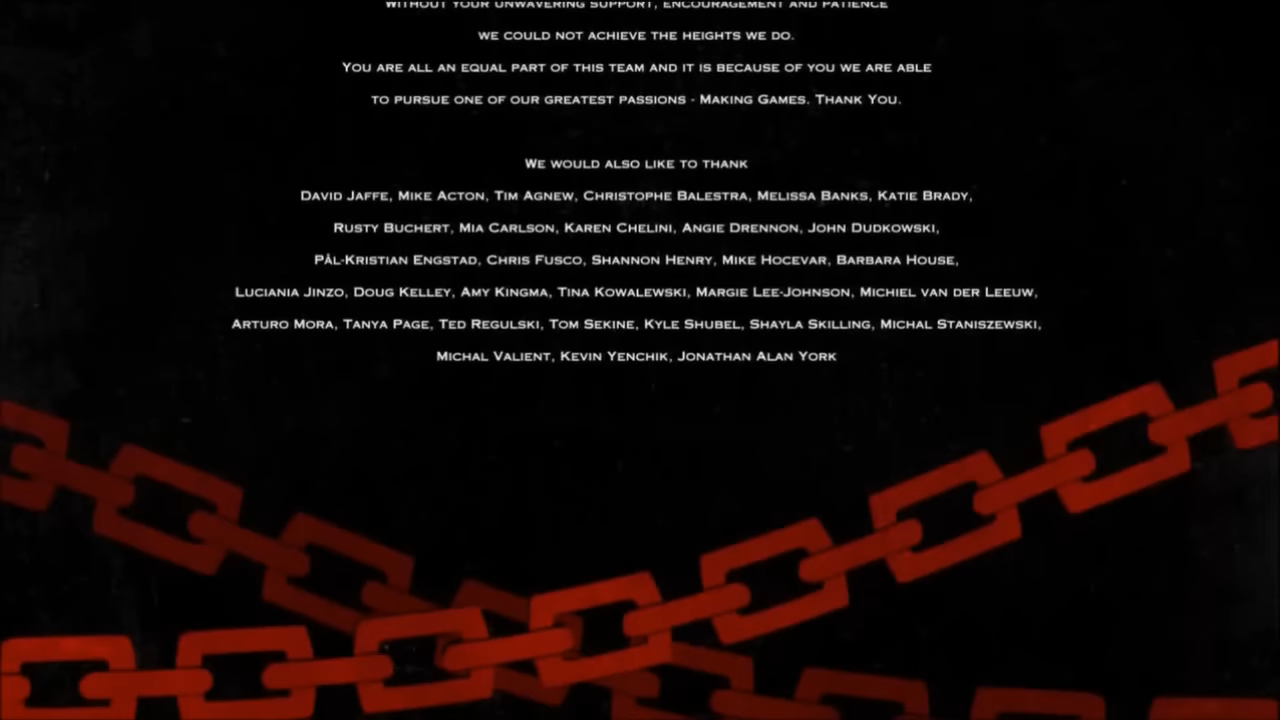 Without your unwavering support, encouragement and patience
we could not achieve the heights we do.
You are all an equal part of this team and it is because of you we are able
to pursue one of our greatest passions - Making Games. Thank You.
We would also like to thank
David Jaffe, Mike Acton, Tim Agnew, Christophe Balestra, Melissa Banks, Katie Brady,
Rusty Buchert, Mia Carlson, Karen Chelini, Angie Drennon, John Dudkowski,
Pål-Kristian Engstad, Chris Fusco, Shannon Henry, Mike Hocevar, Barbara House,
Luciania Jinzo, Doug Kelley, Amy Kingma, Tina Kowalewski, Margie Lee-Johnson, Michiel van der Leeuw,
Arturo Mora, Tanya Page, Ted Regulski, Tom Sekine, Kyle Shubel, Shayla Skilling, Michal Staniszewski,
Michal Valient, Kevin Yenchik, Jonathan Alan York